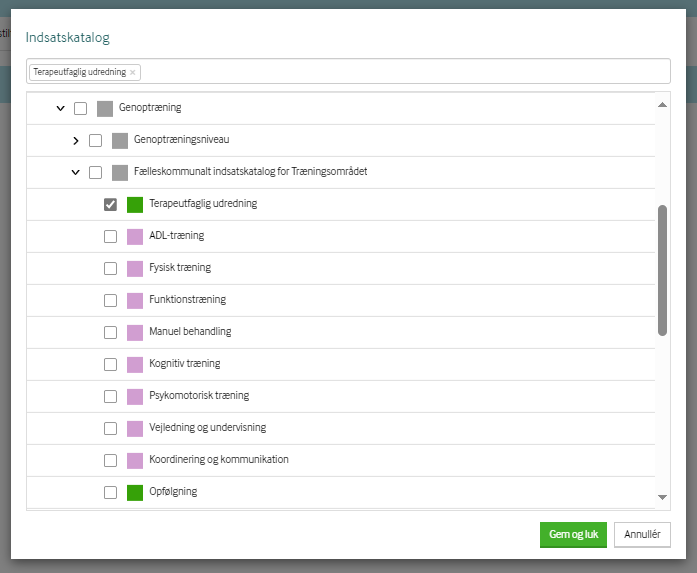 Indsatskatalog
Terapeutfaglig udredning ×
Genoptræning
Genoptræningsniveau
Fælleskommunalt indsatskatalog for Træningsområdet
Terapeutfaglig udredning
ADL-træning
Fysisk træning
Funktionstræning
Manuel behandling
Kognitiv træning
Psykomotorisk træning
Vejledning og undervisning
Koordinering og kommunikation
Opfølgning
Gem og luk
Annullér